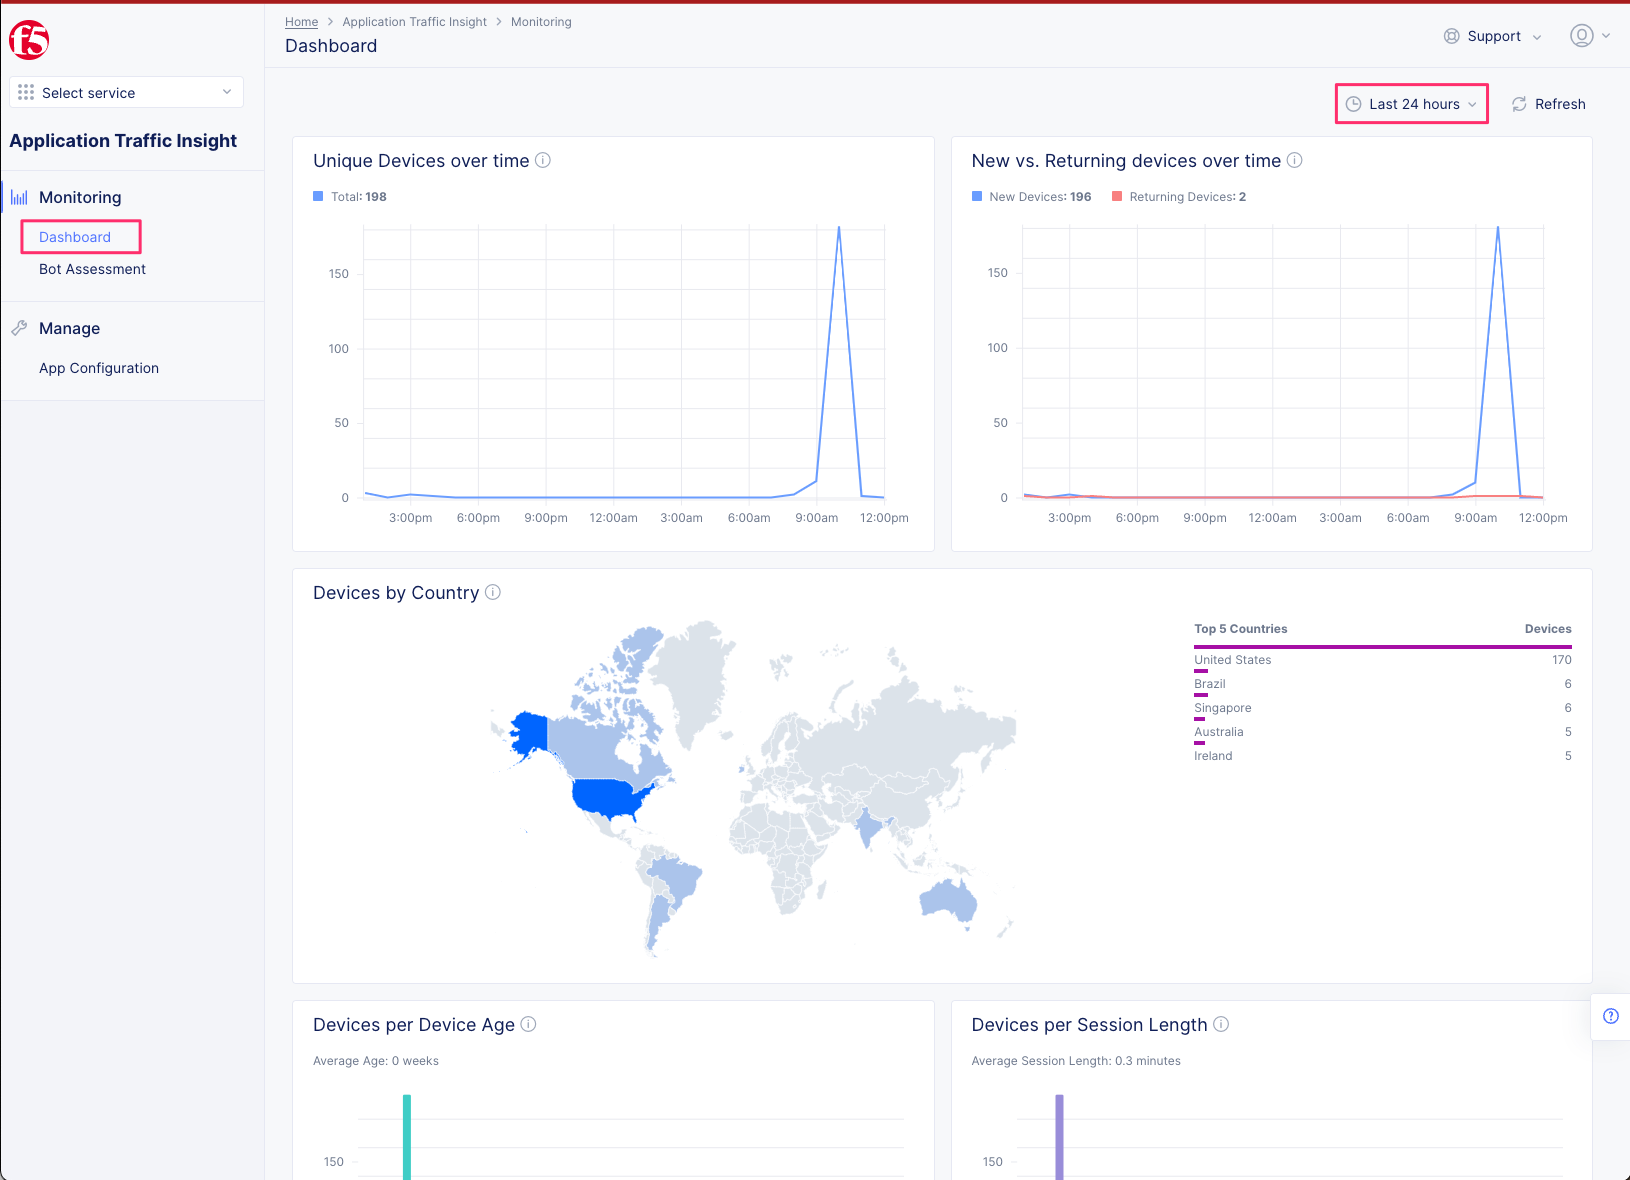 f5
Select service
Application Traffic Insight
Monitoring
Dashboard
Bot Assessment
Manage
App Configuration
Home > Application Traffic Insight > Monitoring
Dashboard
Support
Last 24 hours
Refresh
Unique Devices over time
Total: 198
150
100
50
0
3:00pm 6:00pm 9:00pm 12:00am 3:00am 6:00am 9:00am 12:00pm
New vs. Returning devices over time
New Devices: 196 Returning Devices: 2
150
100
50
0
3:00pm 6:00pm 9:00pm 12:00am 3:00am 6:00am 9:00am 12:00pm
Devices by Country
Top 5 Countries Devices
United States 170
Brazil 6
Singapore 6
Australia 5
Ireland 5
Devices per Device Age
Average Age: 0 weeks
150
Devices per Session Length
Average Session Length: 0.3 minutes
150